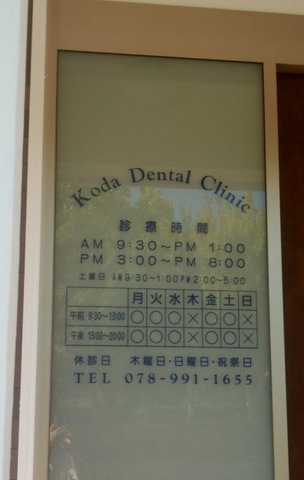 Koda Dental Clinic
診療時間
AM 9:30～PM 1:00
PM 3:00～PM 8:00
土曜日 AM9:30～1:00 PM2:00～5:00
月 火 水 木 金 土 日
午前 9:30～13:00 ○ ○ ○ × ○ ○ ×
午後 15:00～20:00 ○ ○ ○ × ○ ○ ×
休診日 木曜日・日曜日・祝祭日
TEL 078-991-1655